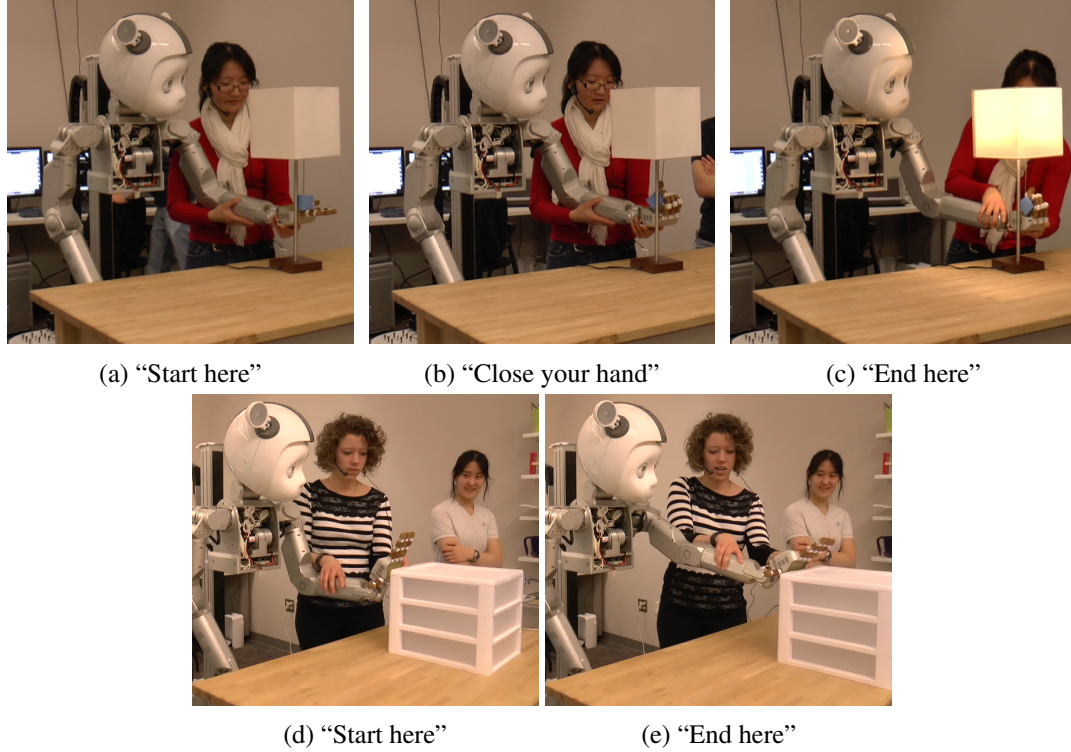 (a) “Start here”
(b) “Close your hand”
(c) “End here”
(d) “Start here”
(e) “End here”